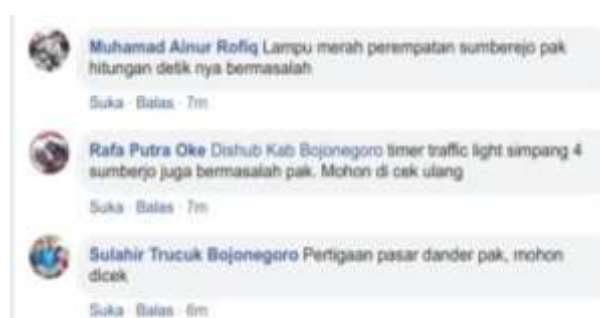 Muhamad Ainur Rofiq Lampu merah perempatan sumberejo pak
hitungan detik nya bermasalah
Suka · Balas · 7m
Rafa Putra Oke Dishub Kab Bojonegoro timer traffic light simpang 4
sumberjo juga bermasalah pak. Mohon di cek ulang
Suka · Balas · 7m
Sulahir Trucuk Bojonegoro Pertigaan pasar dander pak, mohon
dicek
Suka · Balas · 6m